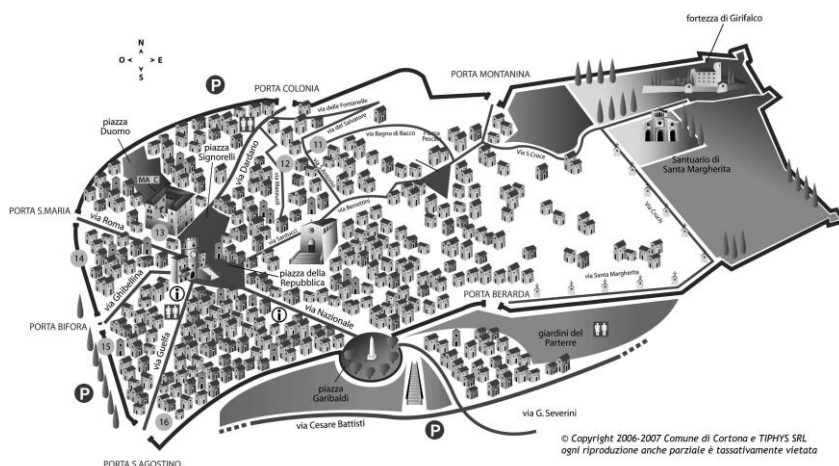 fortezza di Girifalco
N
O E
S
P
PORTA COLONIA
PORTA MONTANINA
via delle Fontanelle
via del Salvatore
piazza
Duomo
piazza
Signorelli
via Dardano
11
via Bagno di Bacco
Piazza
Pescaia
Via S.Croce
Santuario di
Santa Margherita
12
via Maffei
MA C
via Berrettini
Via Crucis
PORTA S.MARIA
via Roma
13
via Santucci
14
piazza della
Repubblica
via Santa Margherita
via Ghibellina
i
PORTA BERARDA
PORTA BIFORA
i
via Nazionale
giardini del
Parterre
15
via Guelfa
P
piazza
Garibaldi
16
via G. Severini
via Cesare Battisti
P
PORTA S.AGOSTINO
© Copyright 2006-2007 Comune di Cortona e TIPHYS SRL
ogni riproduzione anche parziale è tassativamente vietata